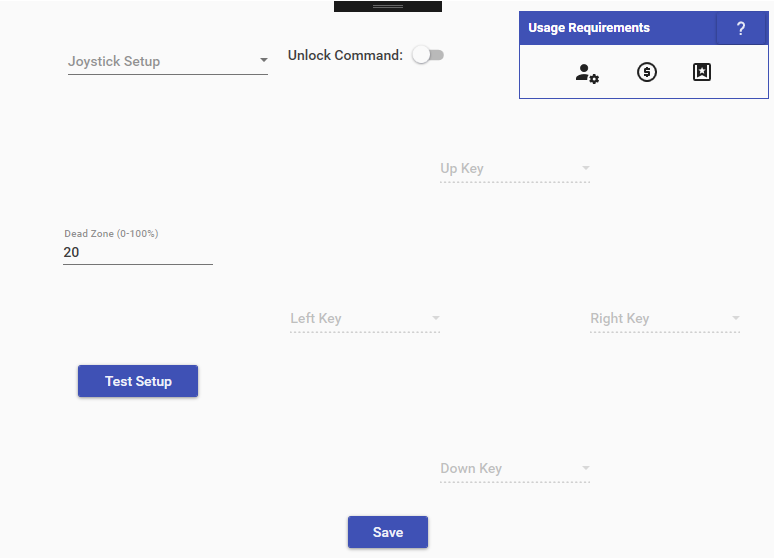 Usage Requirements
?
Joystick Setup
Unlock Command:
Up Key
Dead Zone (0-100%)
20
Left Key
Right Key
Test Setup
Down Key
Save